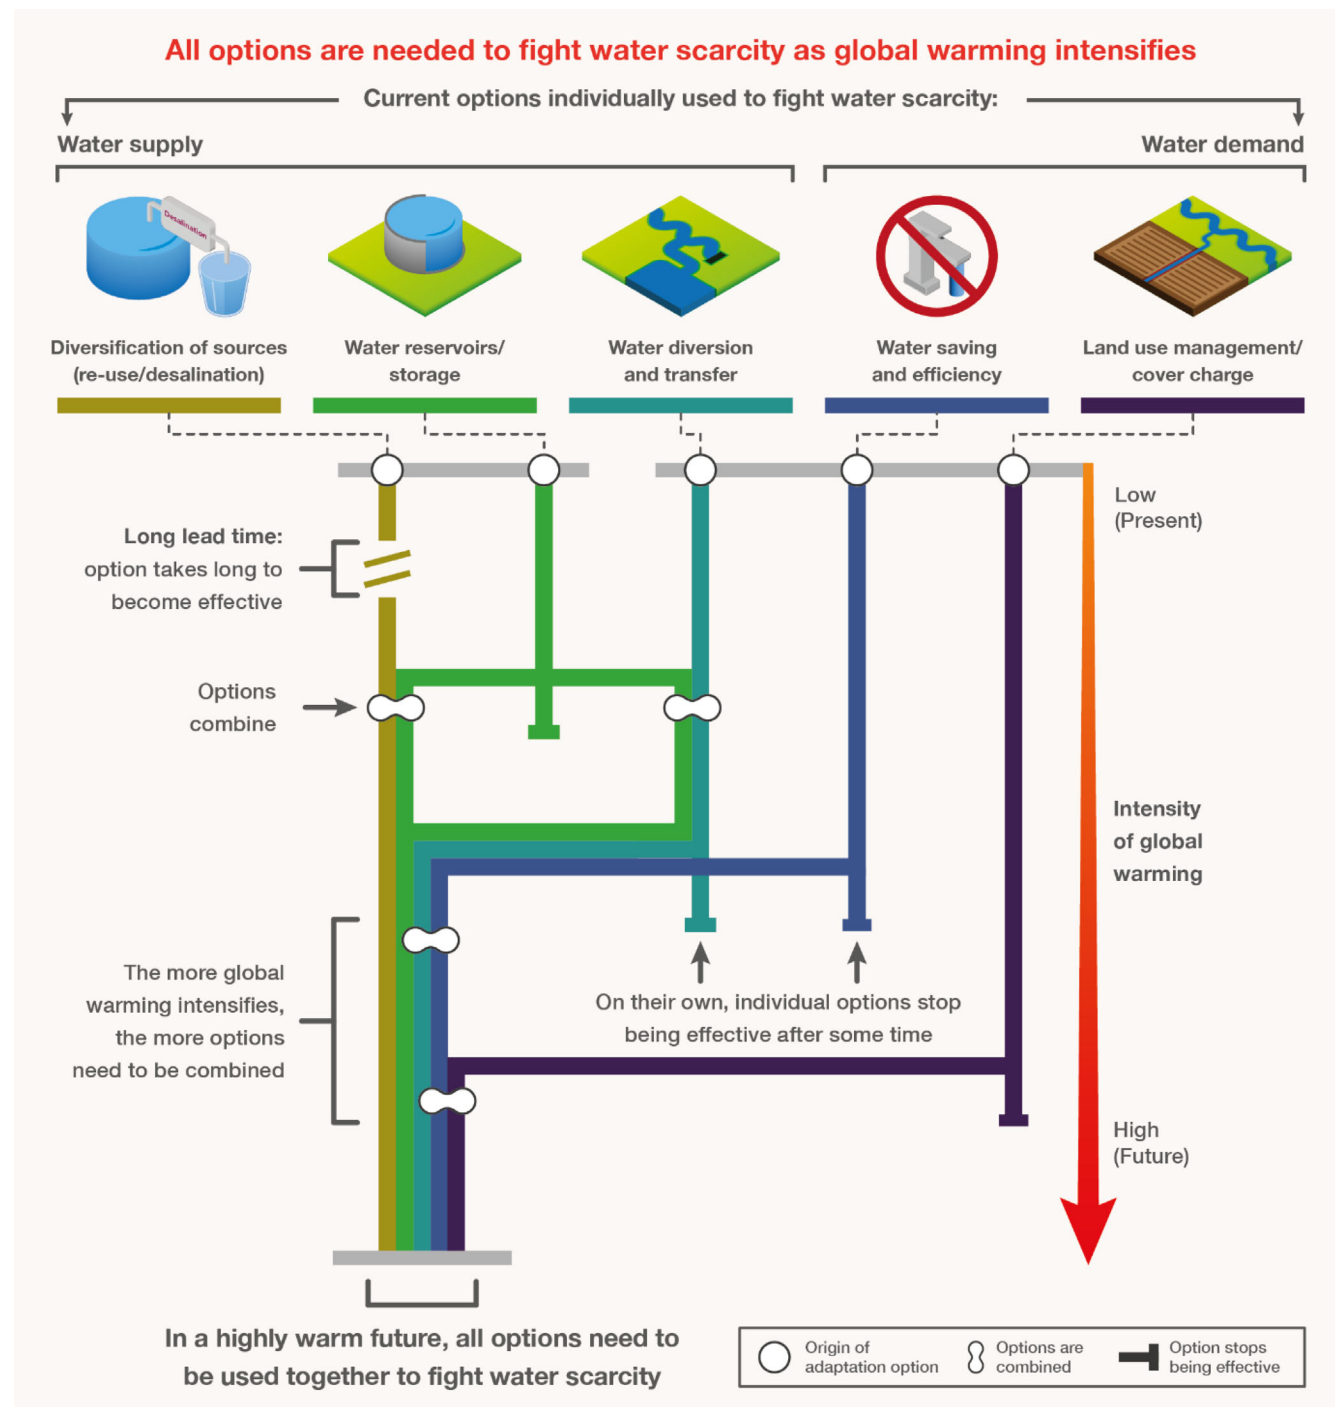 All options are needed to fight water scarcity as global warming intensifies
Current options individually used to fight water scarcity:
Water supply
Water demand
Desalination
Diversification of sources
(re-use/desalination)
Water reservoirs/
storage
Water diversion
and transfer
Water saving
and efficiency
Land use management/
cover charge
Low
(Present)
Long lead time:
option takes long to
become effective
Options
combine
Intensity
of global
warming
The more global
warming intensifies,
the more options
need to be combined
On their own, individual options stop
being effective after some time
High
(Future)
In a highly warm future, all options need to
be used together to fight water scarcity
Origin of
adaptation option
Options are
combined
Option stops
being effective